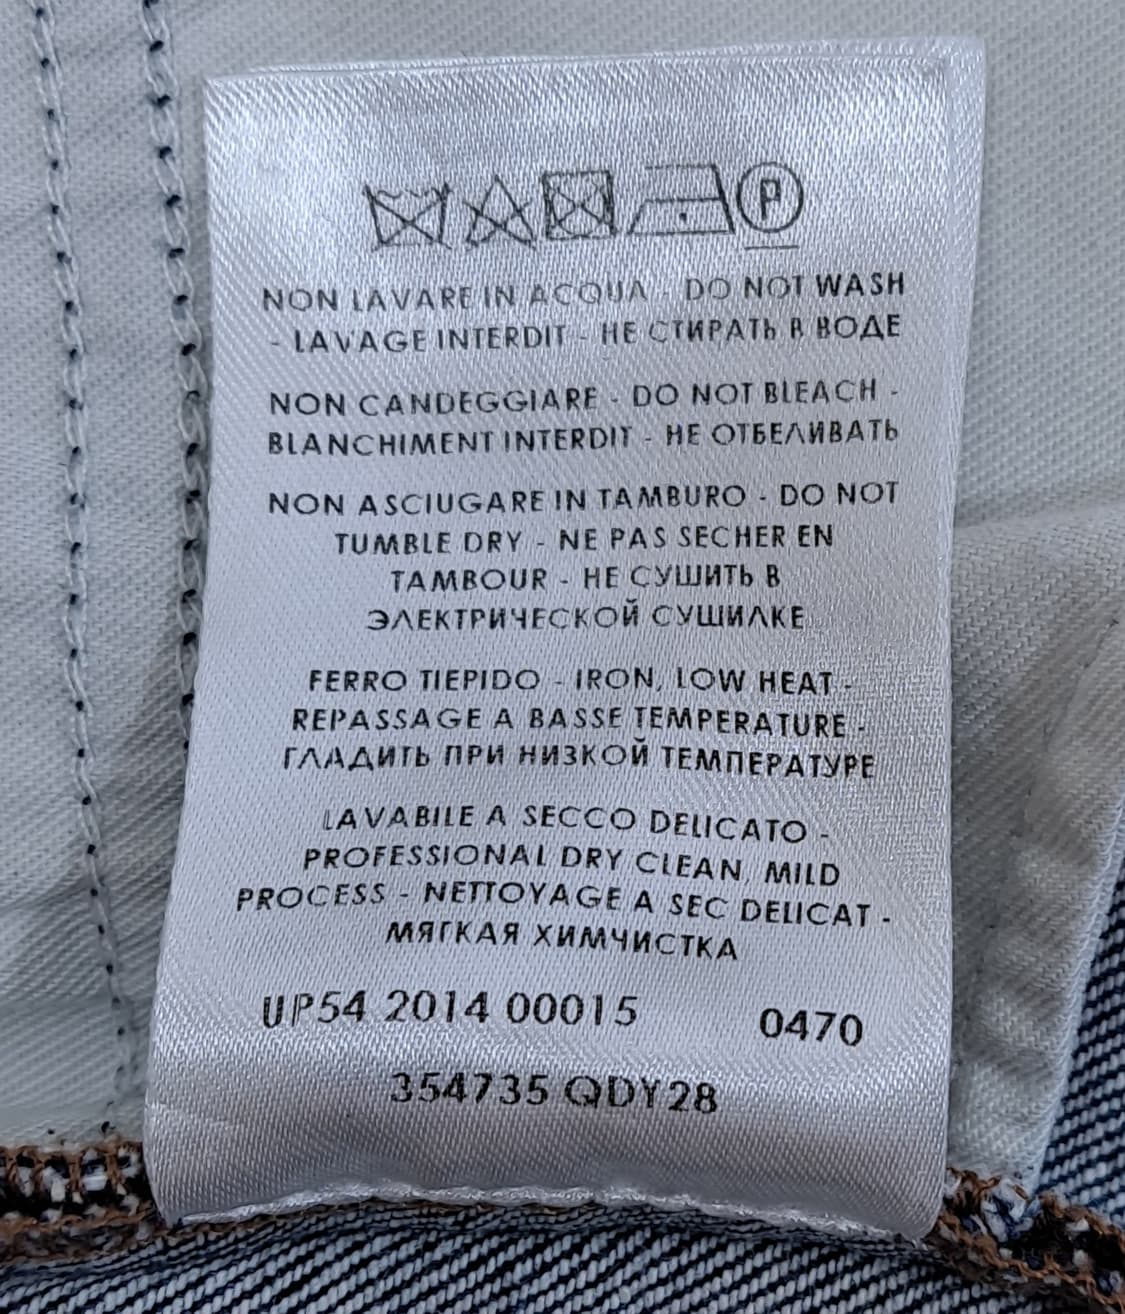 P
NON LAVARE IN ACQUA - DO NOT WASH
- LAVAGE INTERDIT - НЕ СТИРАТЬ В ВОДЕ
NON CANDEGGIARE - DO NOT BLEACH -
BLANCHIMENT INTERDIT - НЕ ОТБЕЛИВАТЬ
NON ASCIUGARE IN TAMBURO - DO NOT
TUMBLE DRY - NE PAS SECHER EN
TAMBOUR - НЕ СУШИТЬ В
ЭЛЕКТРИЧЕСКОЙ СУШИЛКЕ
FERRO TIEPIDO - IRON, LOW HEAT -
REPASSAGE A BASSE TEMPERATURE -
ГЛАДИТЬ ПРИ НИЗКОЙ ТЕМПЕРАТУРЕ
LAVABILE A SECCO DELICATO -
PROFESSIONAL DRY CLEAN, MILD
PROCESS - NETTOYAGE A SEC DELICAT -
МЯГКАЯ ХИМЧИСТКА
UP54 2014 00015 0470
354735 QDY28